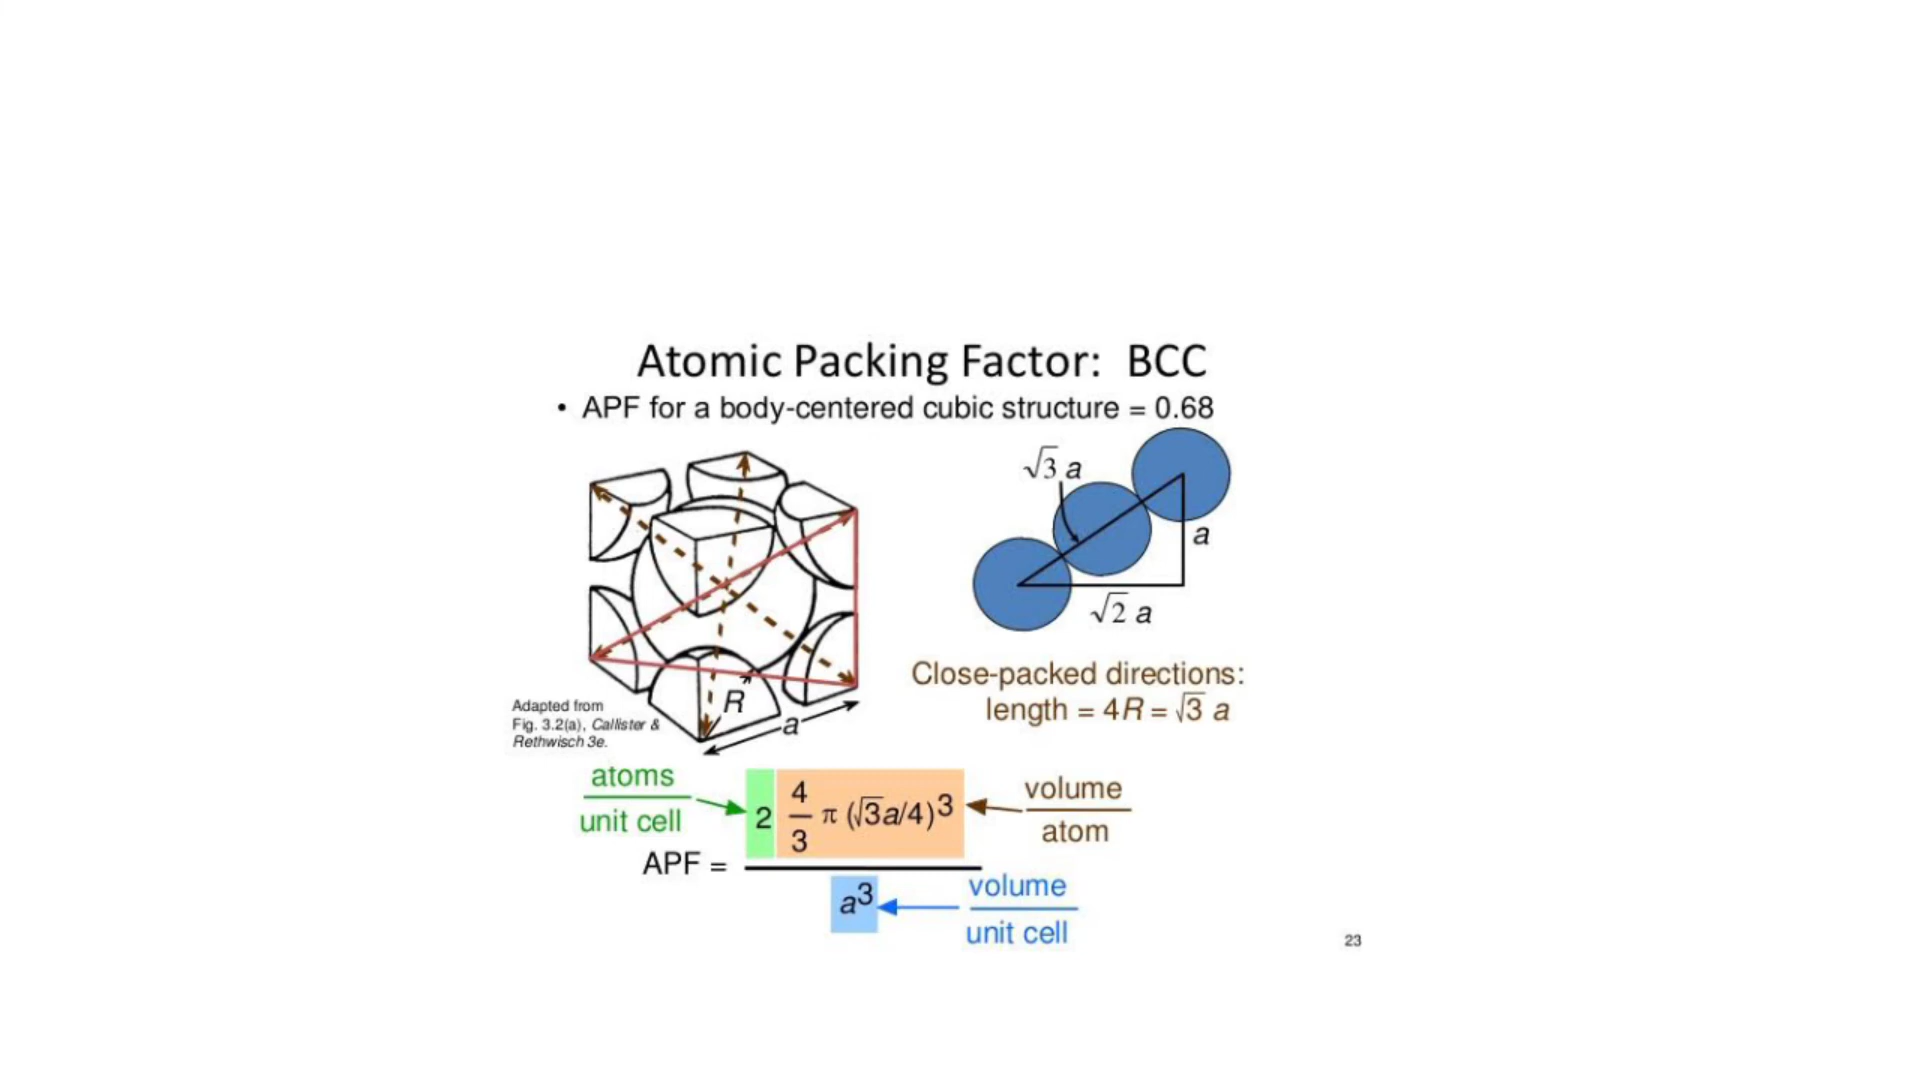 Atomic Packing Factor: BCC
• APF for a body-centered cubic structure = 0.68
√3 a
a
√2 a
Close-packed directions:
length = 4R = √3 a
R
a
Adapted from
Fig. 3.2(a), Callister &
Rethwisch 3e.
atoms
unit cell
2
4
3
π (√3a/4)3
volume
atom
APF =
a3
volume
unit cell
23